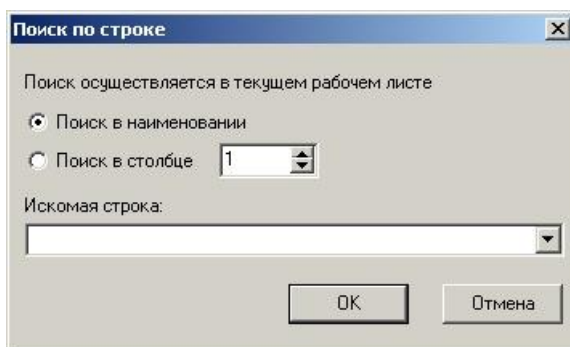 Поиск по строке
Поиск осуществляется в текущем рабочем листе
Поиск в наименовании
Поиск в столбце 1
Искомая строка:
OK Отмена